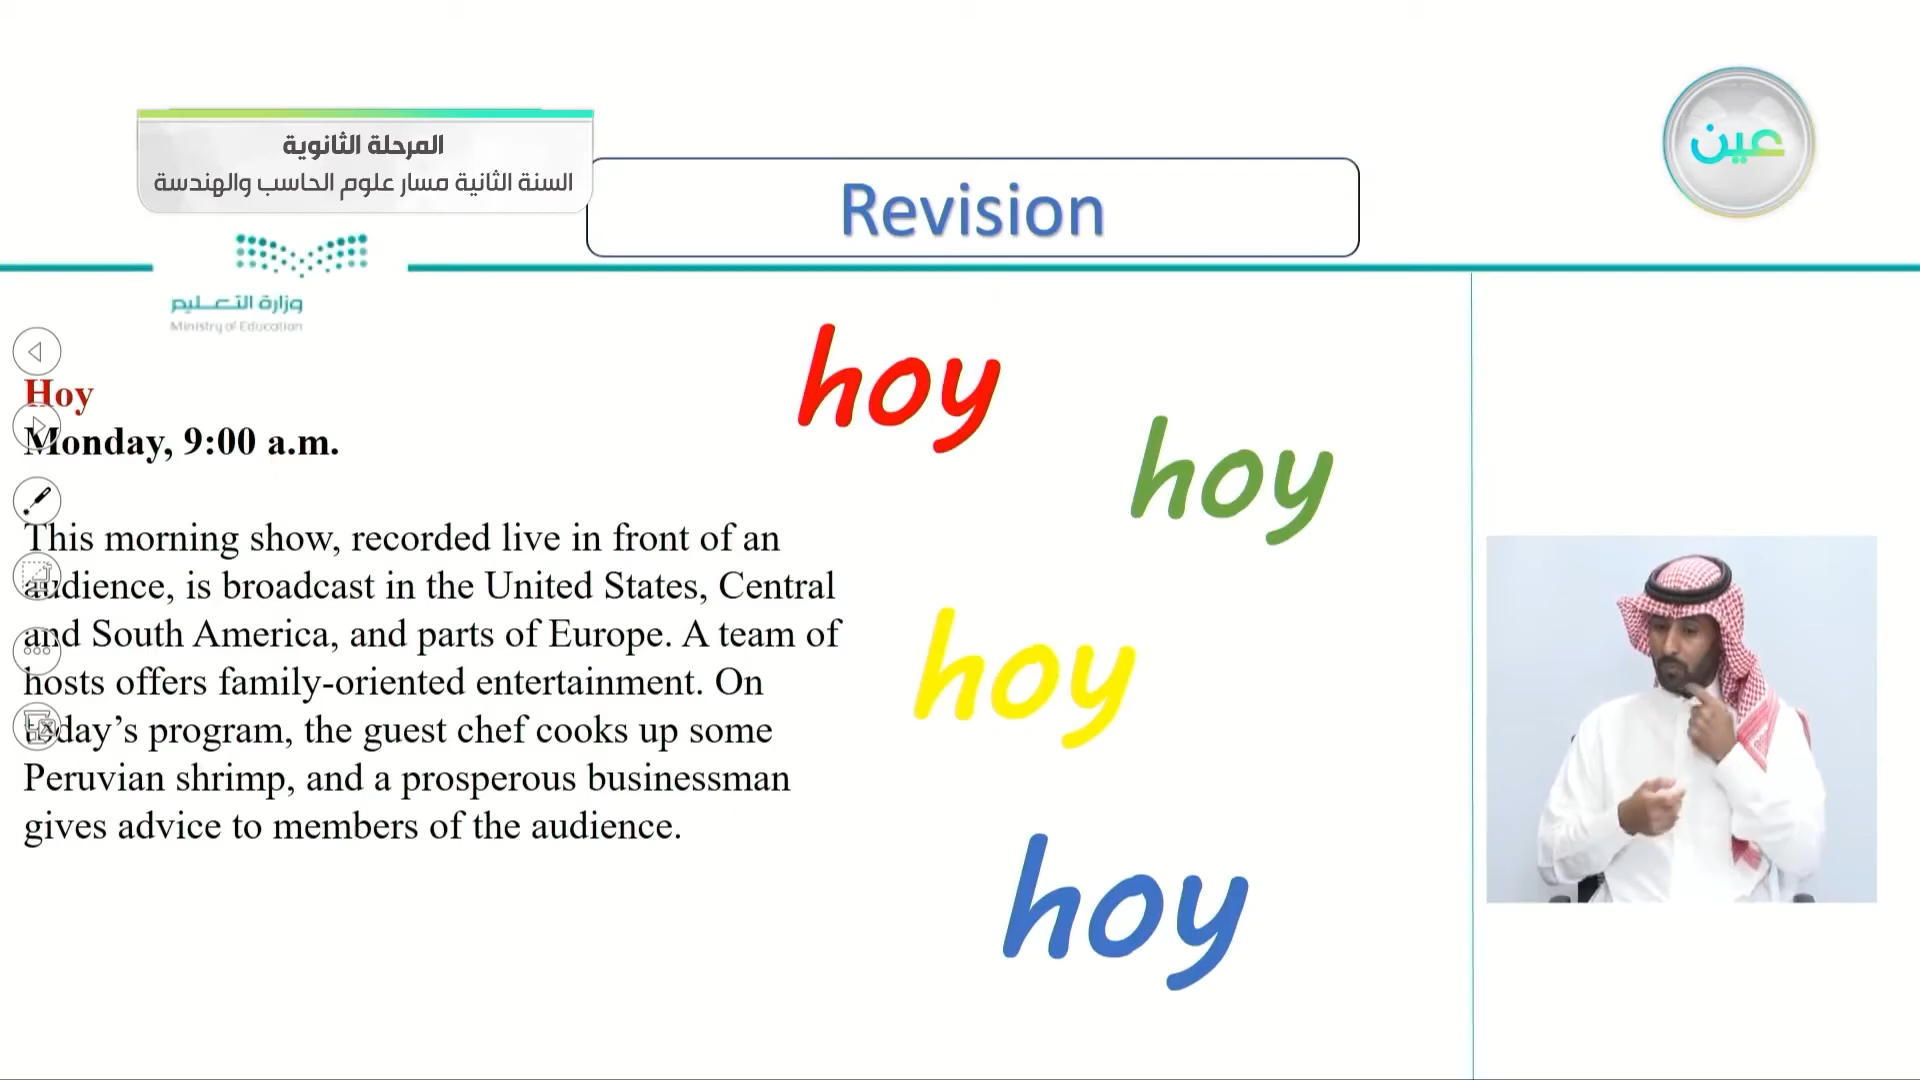 المرحلة الثانوية
السنة الثانية مسار علوم الحاسب والهندسة
عين
Revision
وزارة التعليم
Ministry of Education
Hoy
Monday, 9:00 a.m.
This morning show, recorded live in front of an
audience, is broadcast in the United States, Central
and South America, and parts of Europe. A team of
hosts offers family-oriented entertainment. On
today’s program, the guest chef cooks up some
Peruvian shrimp, and a prosperous businessman
gives advice to members of the audience.
hoy
hoy
hoy
hoy